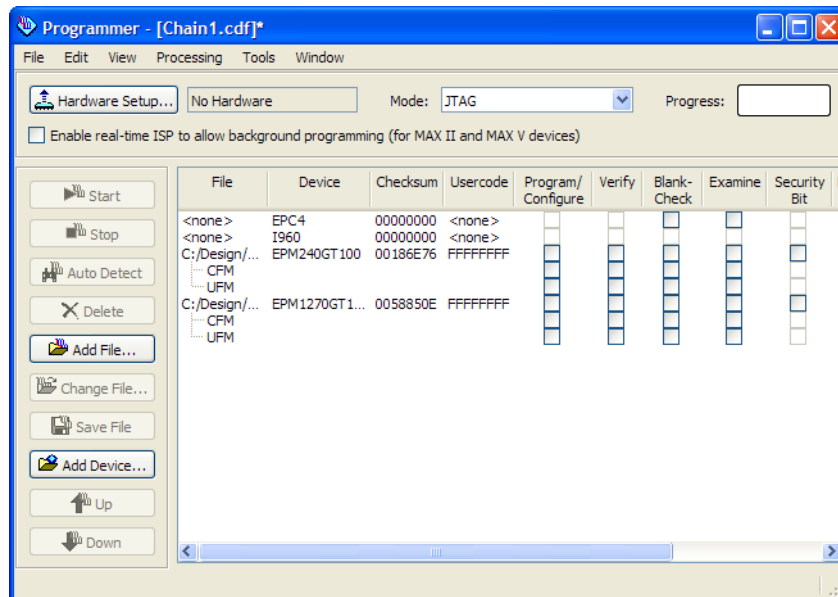 Programmer - [Chain1.cdf]*
File Edit View Processing Tools Window
Hardware Setup... No Hardware Mode: JTAG Progress:
Enable real-time ISP to allow background programming (for MAX II and MAX V devices)
Start
Stop
Auto Detect
Delete
Add File...
Change File...
Save File
Add Device...
Up
Down
File Device Checksum Usercode Program/ Verify Blank- Examine Security
Configure Check Bit
<none> EPC4 00000000 <none>
<none> I960 00000000 <none>
C:/Design/... EPM240GT100 00186E76 FFFFFFFF
CFM
UFM
C:/Design/... EPM1270GT1... 0058850E FFFFFFFF
CFM
UFM